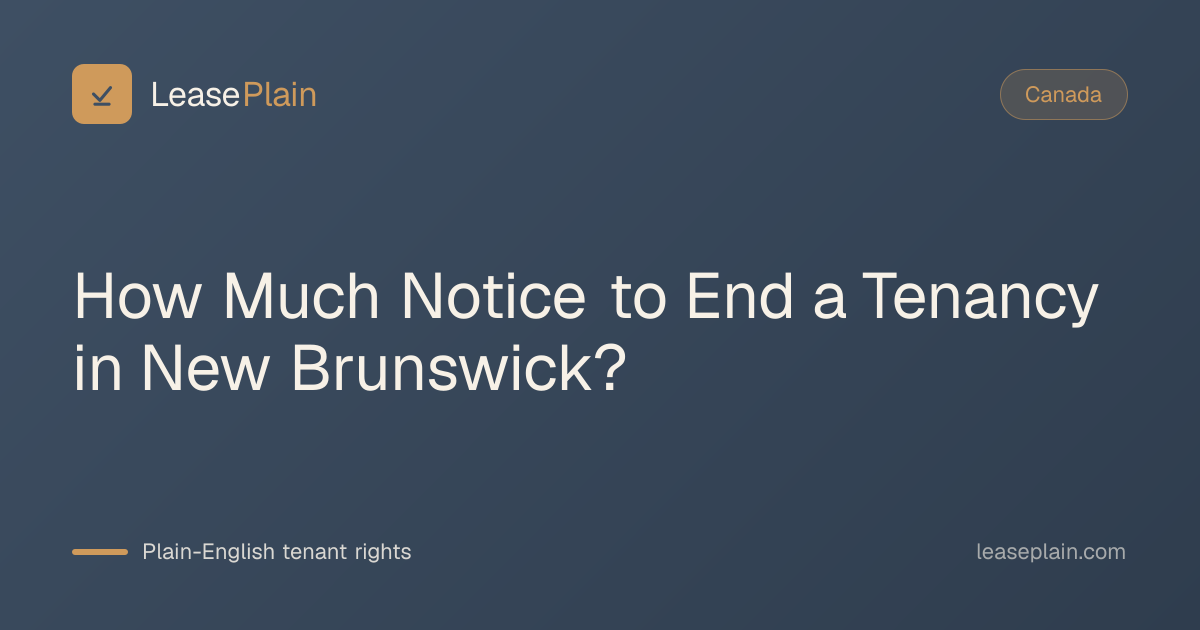 LeasePlain
Canada
How Much Notice to End a Tenancy
in New Brunswick?
Plain-English tenant rights
leaseplain.com